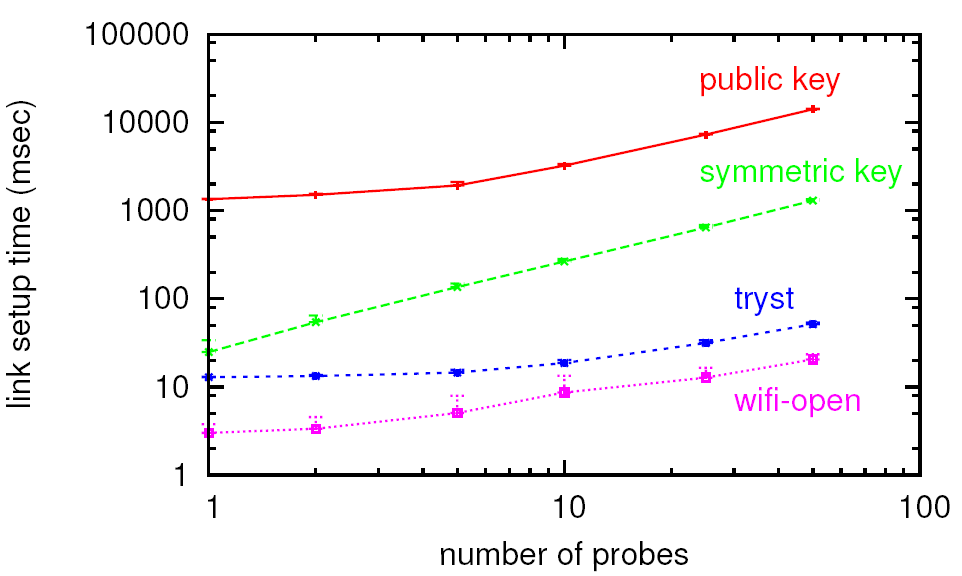 100000
10000
1000
100
10
1
link setup time (msec)
public key
symmetric key
tryst
wifi-open
1
10
100
number of probes